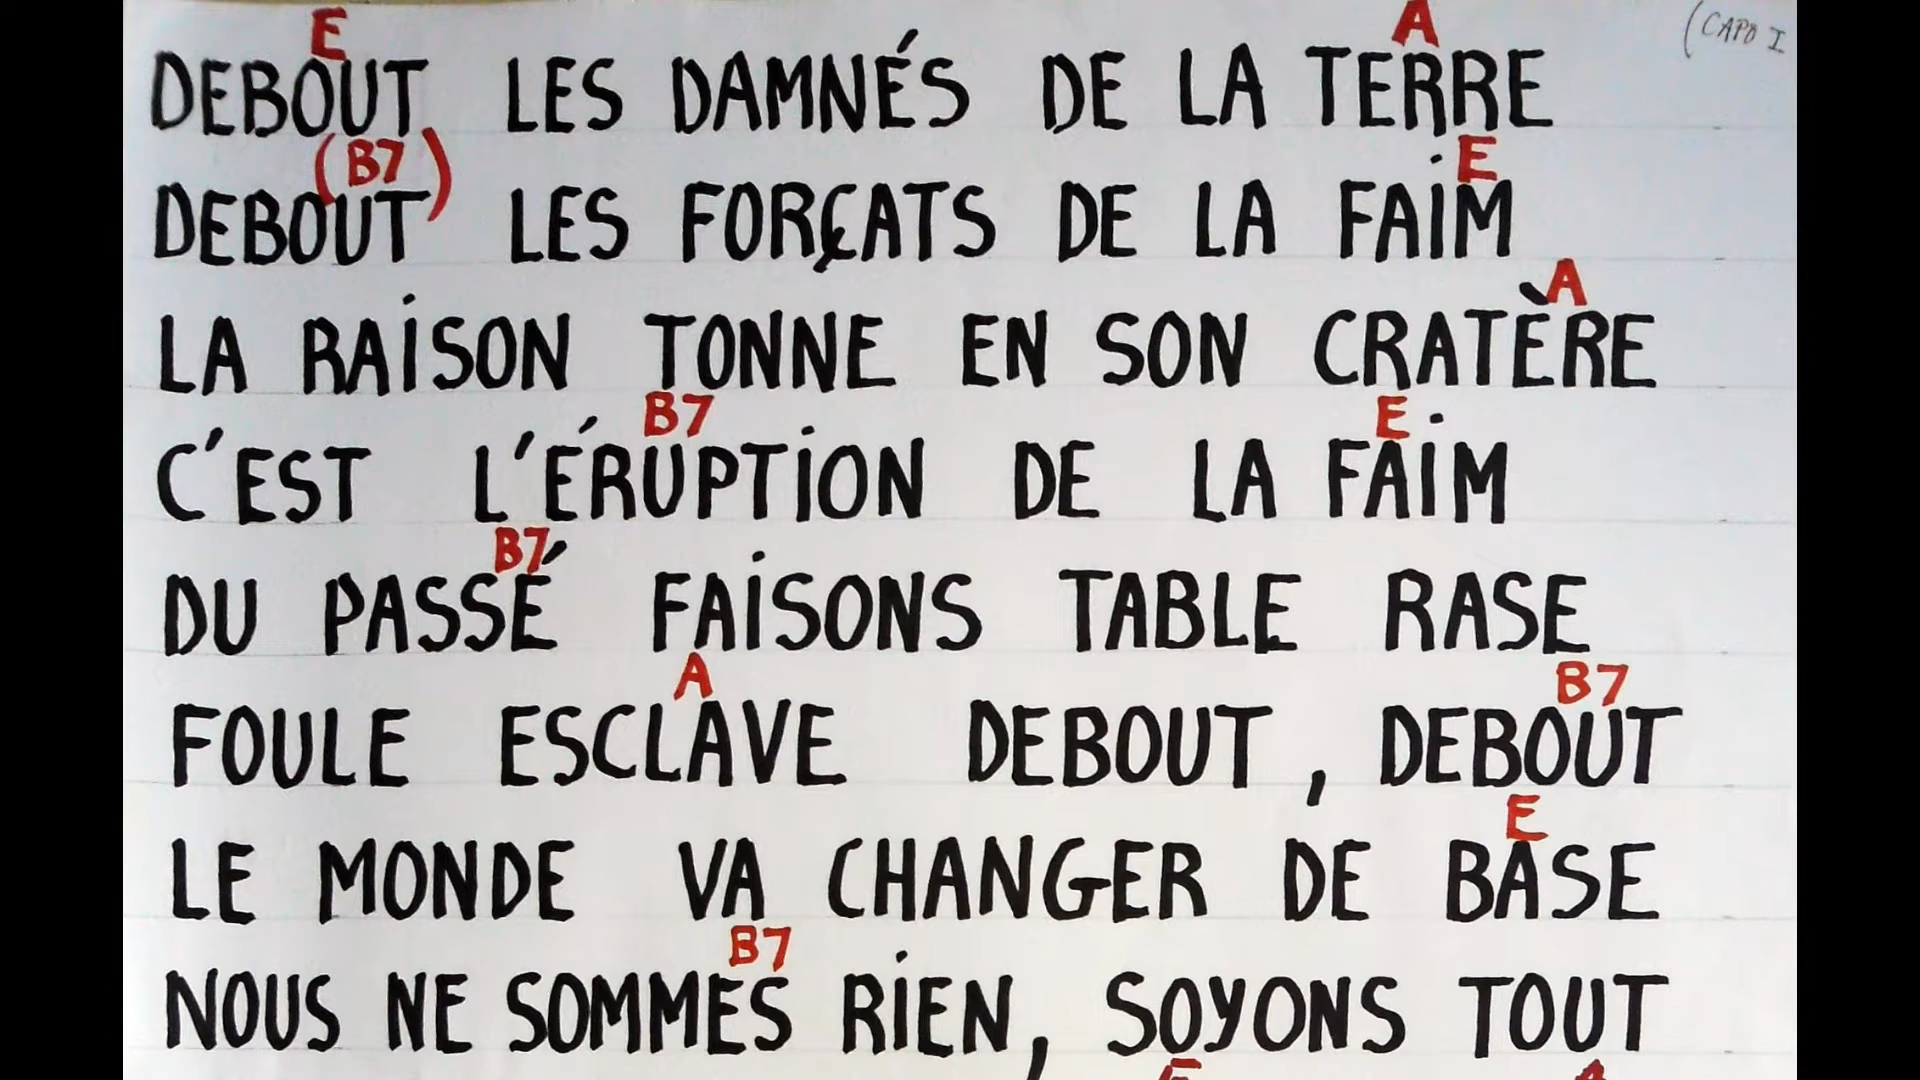 E A (CAPO I
DEBOUT LES DAMNÉS DE LA TERRE
(B7) E
DEBOUT LES FORÇATS DE LA FAIM
A
LA RAISON TONNE EN SON CRATÈRE
B7 E
C'EST L'ÉRUPTION DE LA FAIM
B7
DU PASSÉ FAISONS TABLE RASE
A B7
FOULE ESCLAVE DEBOUT, DEBOUT
E
LE MONDE VA CHANGER DE BASE
B7
NOUS NE SOMMES RIEN, SOYONS TOUT